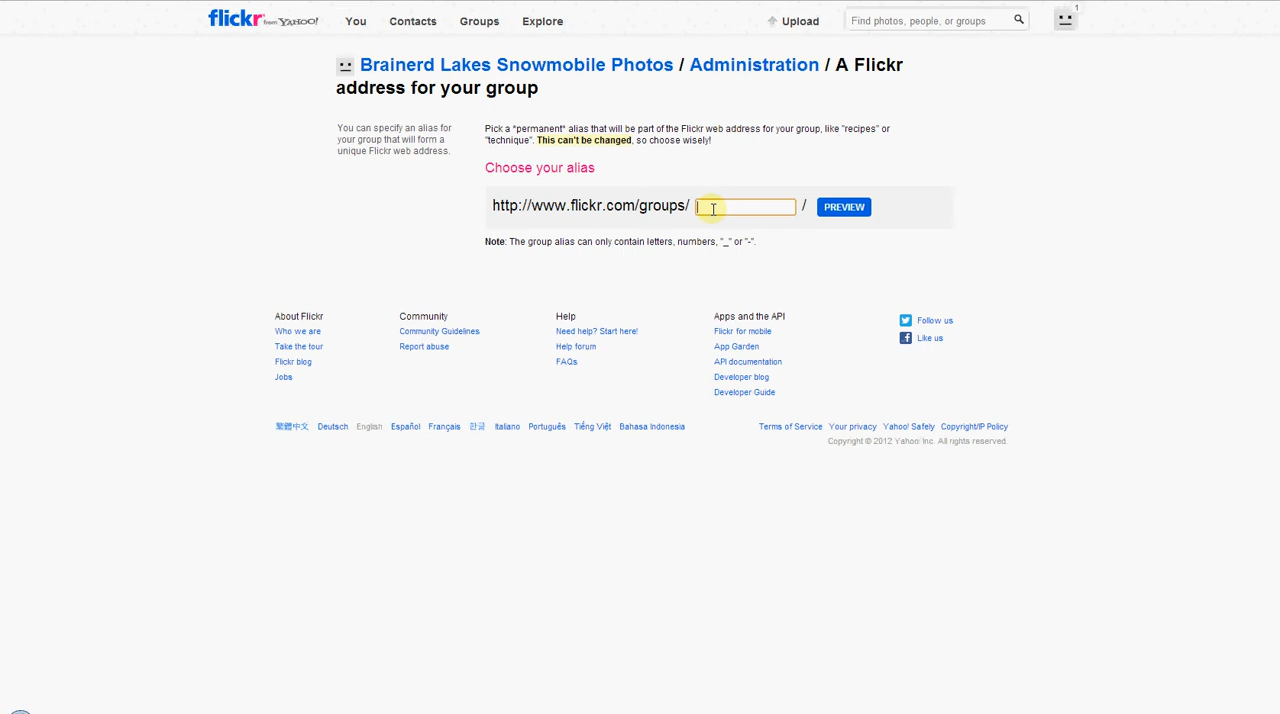 flickr from YAHOO! You Contacts Groups Explore Upload Find photos, people, or groups 1
Brainerd Lakes Snowmobile Photos / Administration / A Flickr
address for your group
You can specify an alias for
your group that will form a
unique Flickr web address.
Pick a *permanent* alias that will be part of the Flickr web address for your group, like "recipes" or
"technique". This can't be changed, so choose wisely!
Choose your alias
http://www.flickr.com/groups/ / PREVIEW
Note: The group alias can only contain letters, numbers, "_" or "-".
About Flickr
Who we are
Take the tour
Flickr blog
Jobs
Community
Community Guidelines
Report abuse
Help
Need help? Start here!
Help forum
FAQs
Apps and the API
Flickr for mobile
App Garden
API documentation
Developer blog
Developer Guide
Follow us
Like us
繁體中文 Deutsch English Español Français 한글 Italiano Português Tiếng Việt Bahasa Indonesia
Terms of Service Your privacy Yahoo! Safely Copyright/IP Policy
Copyright © 2012 Yahoo! Inc. All rights reserved.